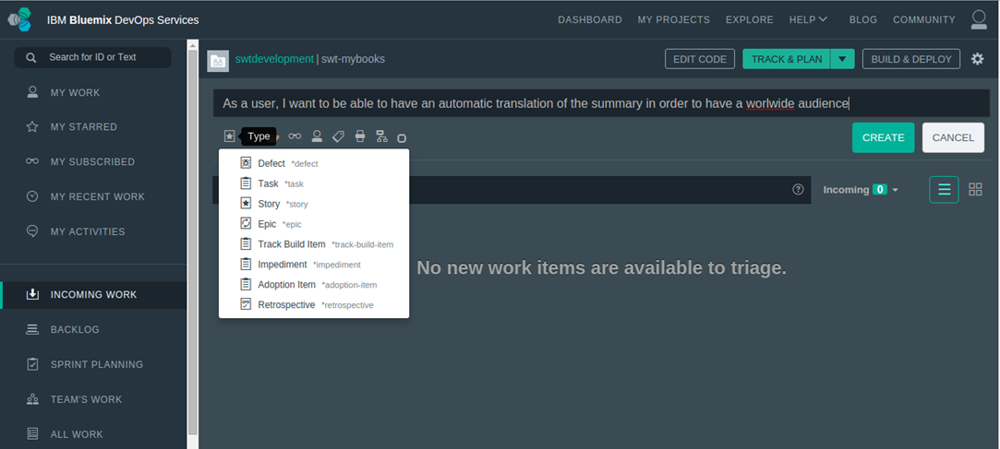 IBM Bluemix DevOps Services
DASHBOARD MY PROJECTS EXPLORE HELP BLOG COMMUNITY
Search for ID or Text
MY WORK
MY STARRED
MY SUBSCRIBED
MY RECENT WORK
MY ACTIVITIES
INCOMING WORK
BACKLOG
SPRINT PLANNING
TEAM'S WORK
ALL WORK
swtdevelopment | swt-mybooks
EDIT CODE TRACK & PLAN BUILD & DEPLOY
As a user, I want to be able to have an automatic translation of the summary in order to have a worlwide audience
Type
CREATE CANCEL
Defect *defect
Task *task
Story *story
Epic *epic
Track Build Item *track-build-item
Impediment *impediment
Adoption Item *adoption-item
Retrospective *retrospective
Incoming 0
No new work items are available to triage.